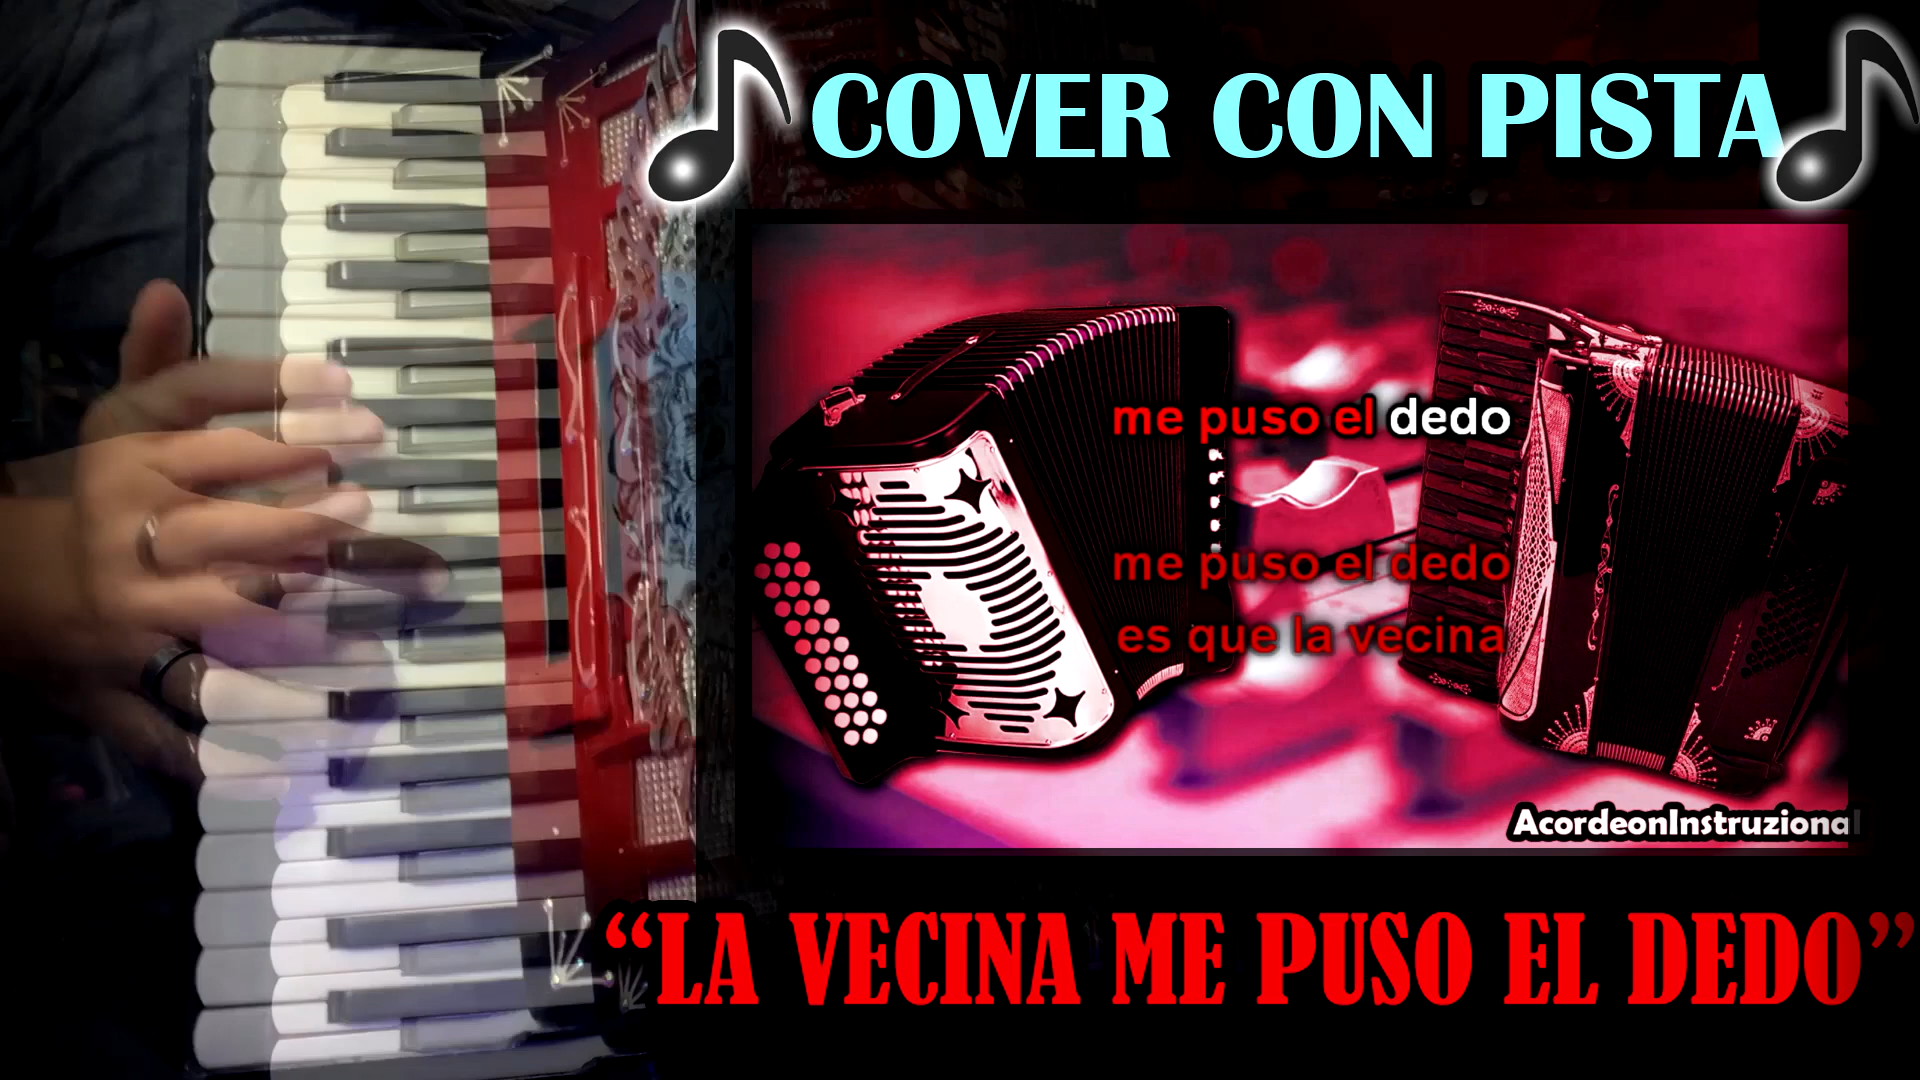 COVER CON PISTA
me puso el dedo
me puso el dedo
es que la vecina
AcordeonInstruzional
“LA VECINA ME PUSO EL DEDO”